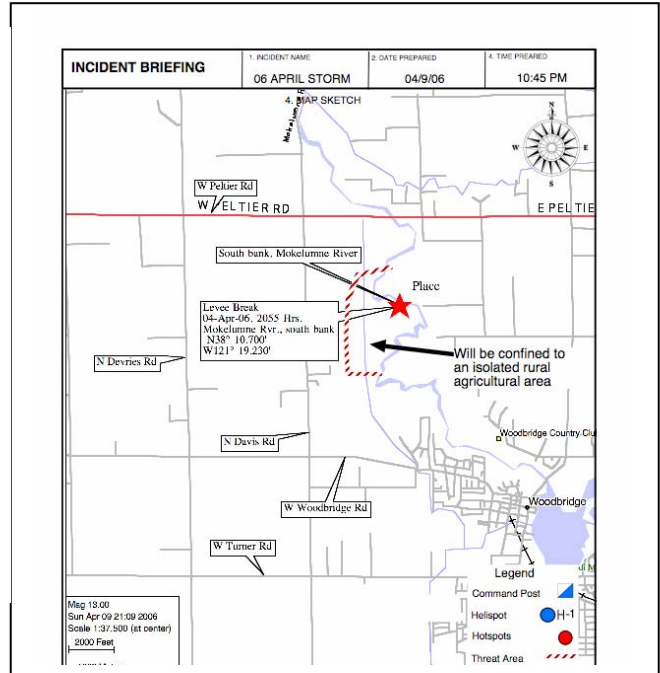 INCIDENT BRIEFING
1. INCIDENT NAME
06 APRIL STORM
2. DATE PREPARED
04/9/06
4. TIME PREARED
10:45 PM
4. MAP SKETCH
Mokelumne R
N
W
E
S
W Peltier Rd
W PELTIER RD
E PELTIE
South bank, Mokelumne River
Place
Levee Break
04-Apr-06, 2055 Hrs.
Mokelumne Rvr., south bank
N38° 10.700'
W121° 19.230'
Will be confined to
an isolated rural
agricultural area
N Devries Rd
N Davis Rd
Woodbridge Country Clu
W Woodbridge Rd
Woodbridge
W Turner Rd
Legend
Command Post
Helispot
H-1
Hotspots
Threat Area
Mag 13.00
Sun Apr 09 21:09 2006
Scale 1:37,500 (at center)
2000 Feet